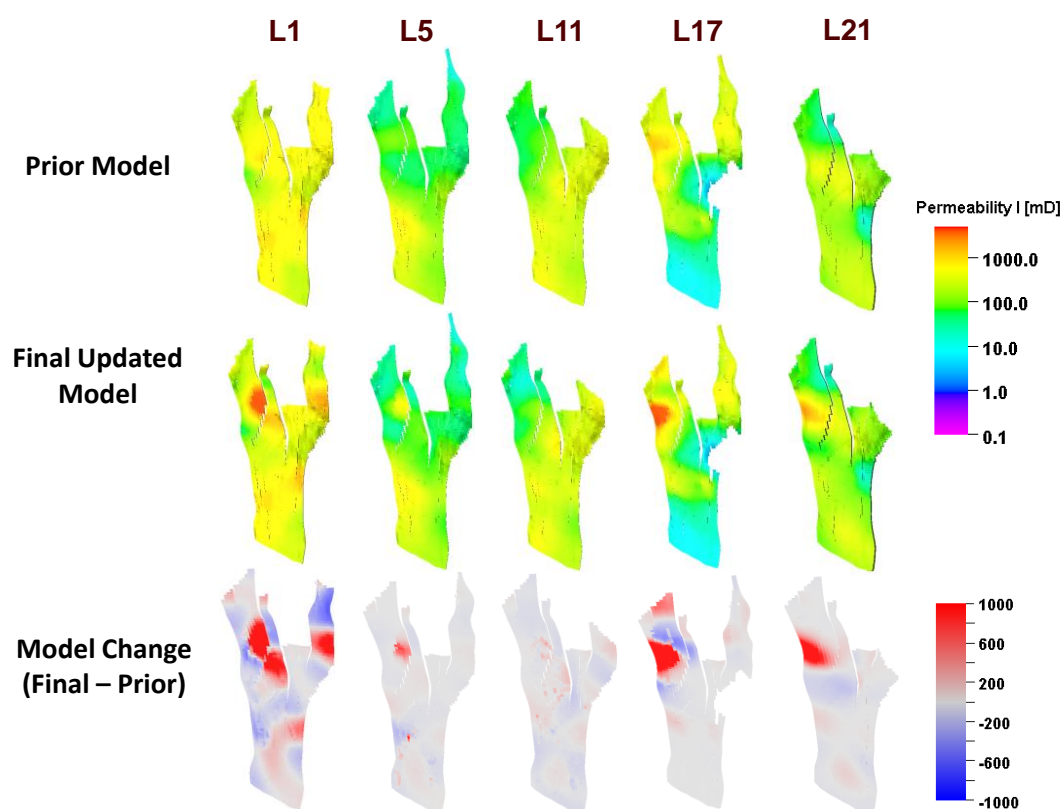 L1 L5 L11 L17 L21
Prior Model
Permeability I [mD]
1000.0
100.0
10.0
1.0
0.1
Final Updated
Model
Model Change
(Final – Prior)
1000
600
200
-200
-600
-1000